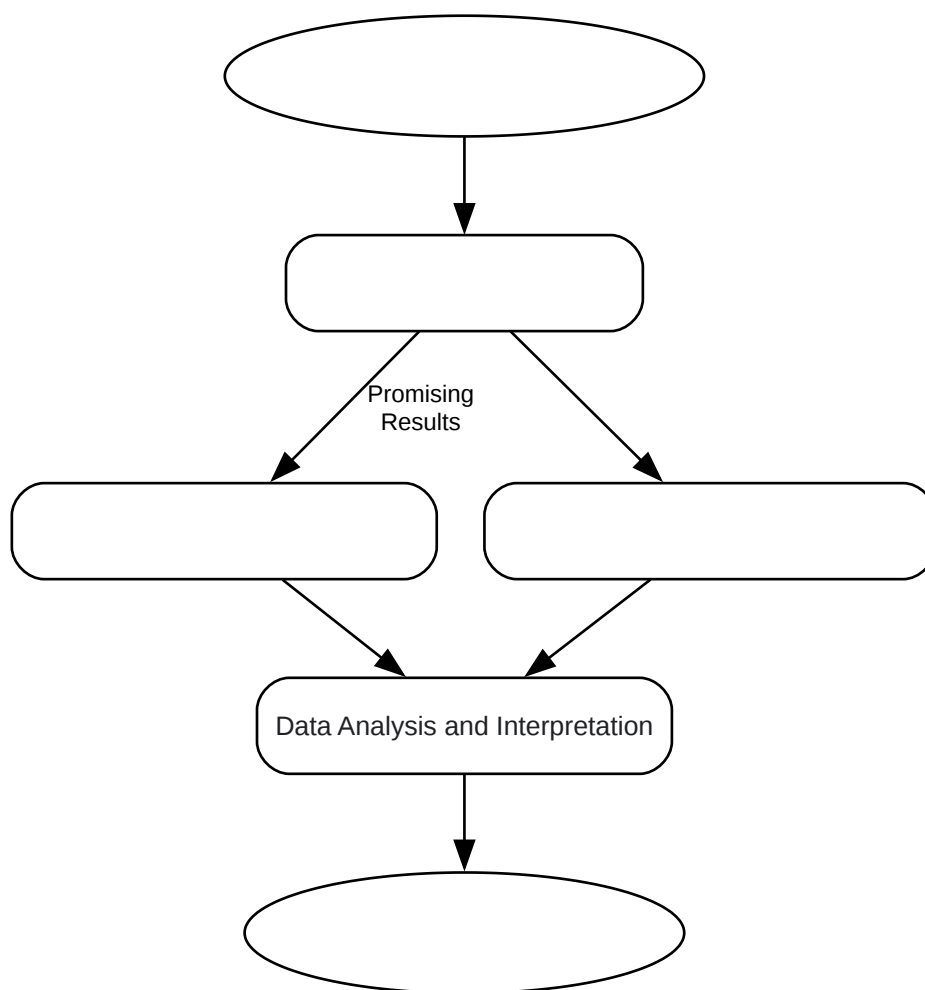 Promising
Results
Data Analysis and Interpretation